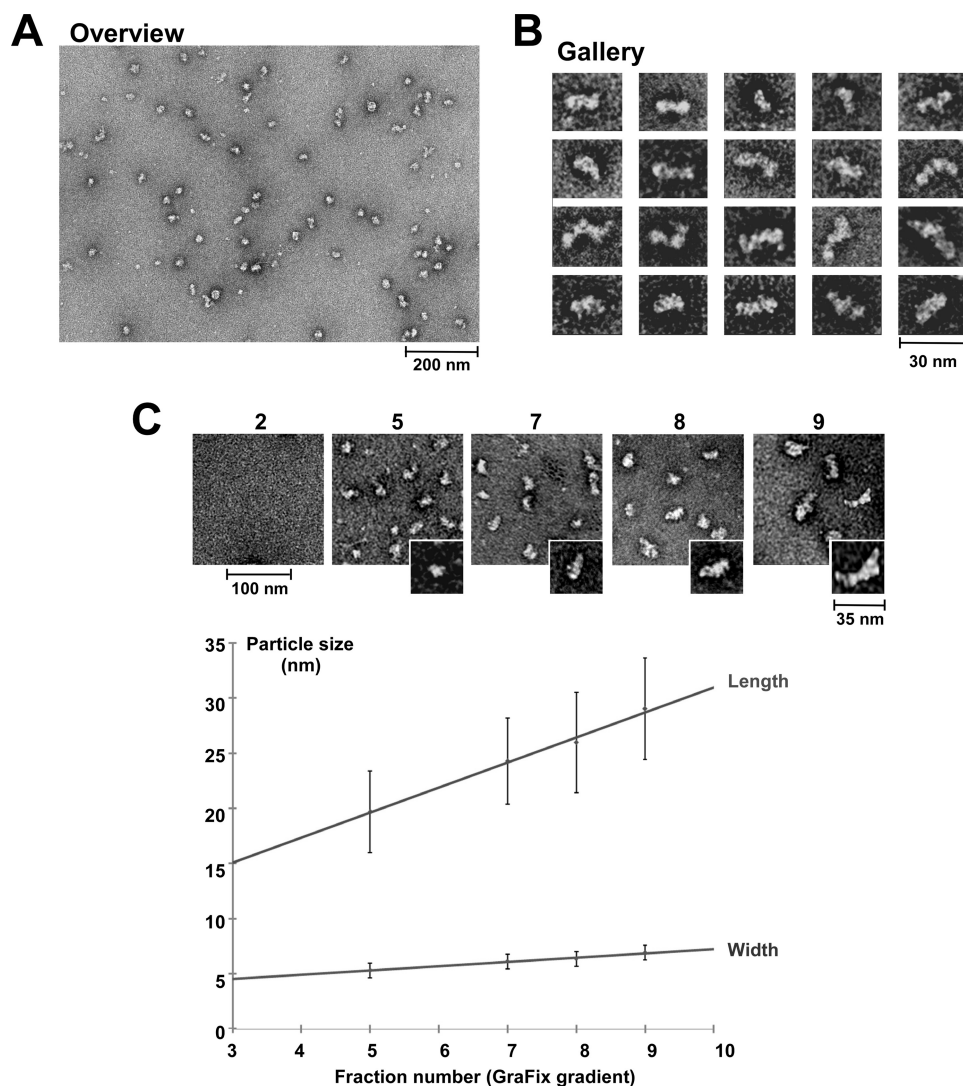 A
Overview
200 nm
B
Gallery
30 nm
C
2 5 7 8 9
100 nm
35 nm
Particle size
(nm)
35
30
25
20
15
10
5
0
Length
Width
3 4 5 6 7 8 9 10
Fraction number (GraFix gradient)